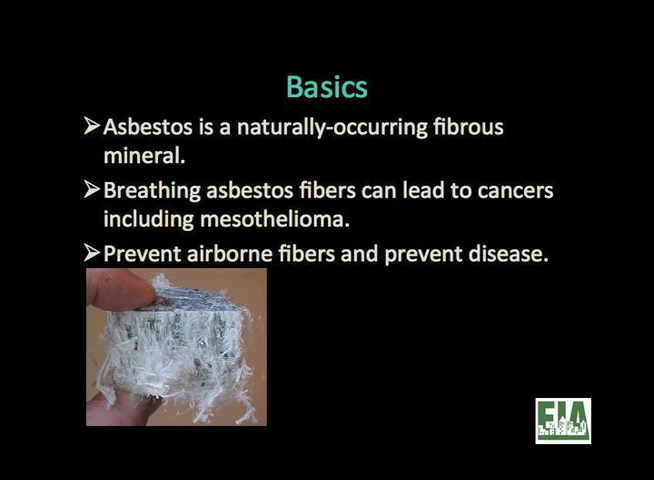 Basics
➢Asbestos is a naturally-occurring fibrous
mineral.
➢Breathing asbestos fibers can lead to cancers
including mesothelioma.
➢Prevent airborne fibers and prevent disease.
EIA